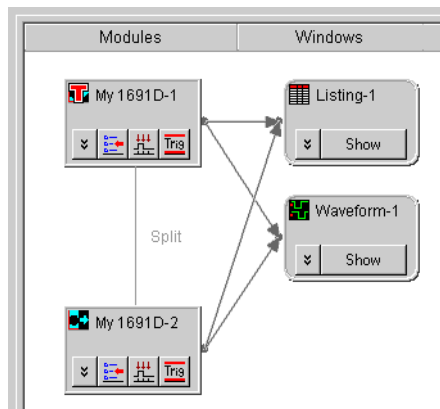 Modules Windows
My 1691D-1
Trig
Listing-1
Show
Split
Waveform-1
Show
My 1691D-2
Trig